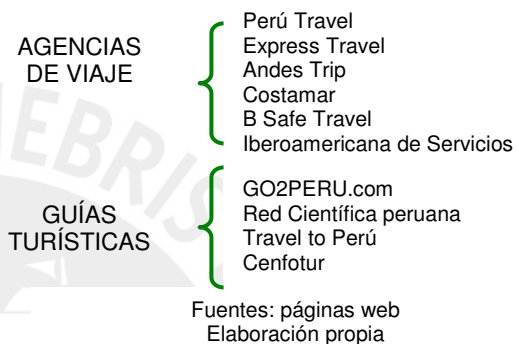 AGENCIAS
DE VIAJE
Perú Travel
Express Travel
Andes Trip
Costamar
B Safe Travel
Iberoamericana de Servicios
GUÍAS
TURÍSTICAS
GO2PERU.com
Red Científica peruana
Travel to Perú
Cenfotur
Fuentes: páginas web
Elaboración propia